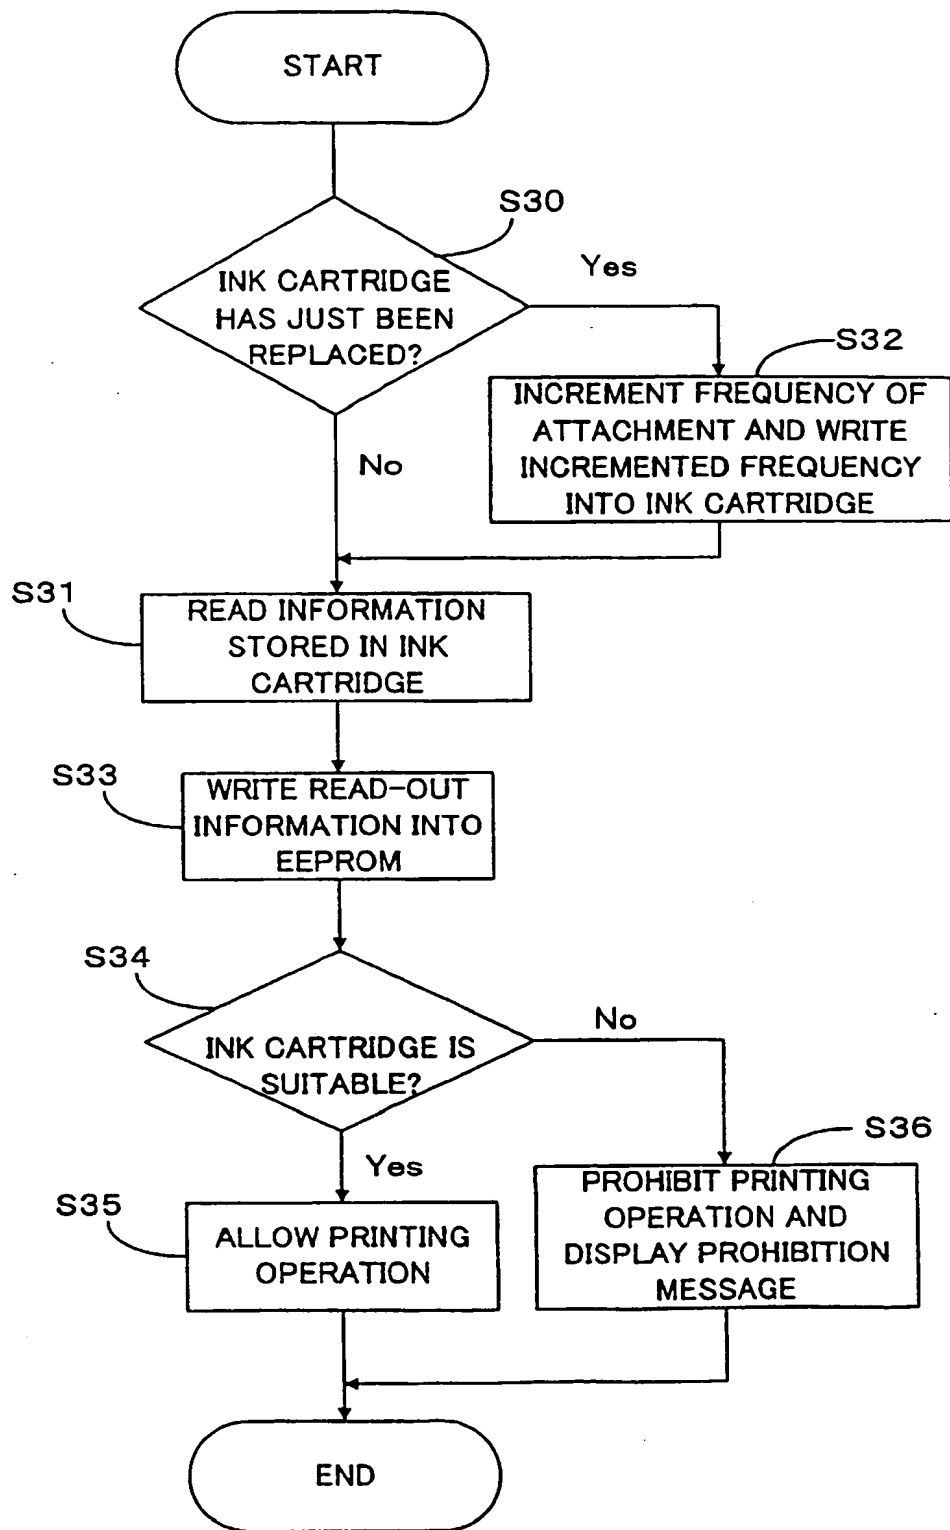 START
S30
INK CARTRIDGE
HAS JUST BEEN
REPLACED?
Yes
S32
INCREMENT FREQUENCY OF
ATTACHMENT AND WRITE
INCREMENTED FREQUENCY
INTO INK CARTRIDGE
No
S31
READ INFORMATION
STORED IN INK
CARTRIDGE
S33
WRITE READ-OUT
INFORMATION INTO
EEPROM
S34
INK CARTRIDGE IS
SUITABLE?
No
S36
PROHIBIT PRINTING
OPERATION AND
DISPLAY PROHIBITION
MESSAGE
Yes
S35
ALLOW PRINTING
OPERATION
END